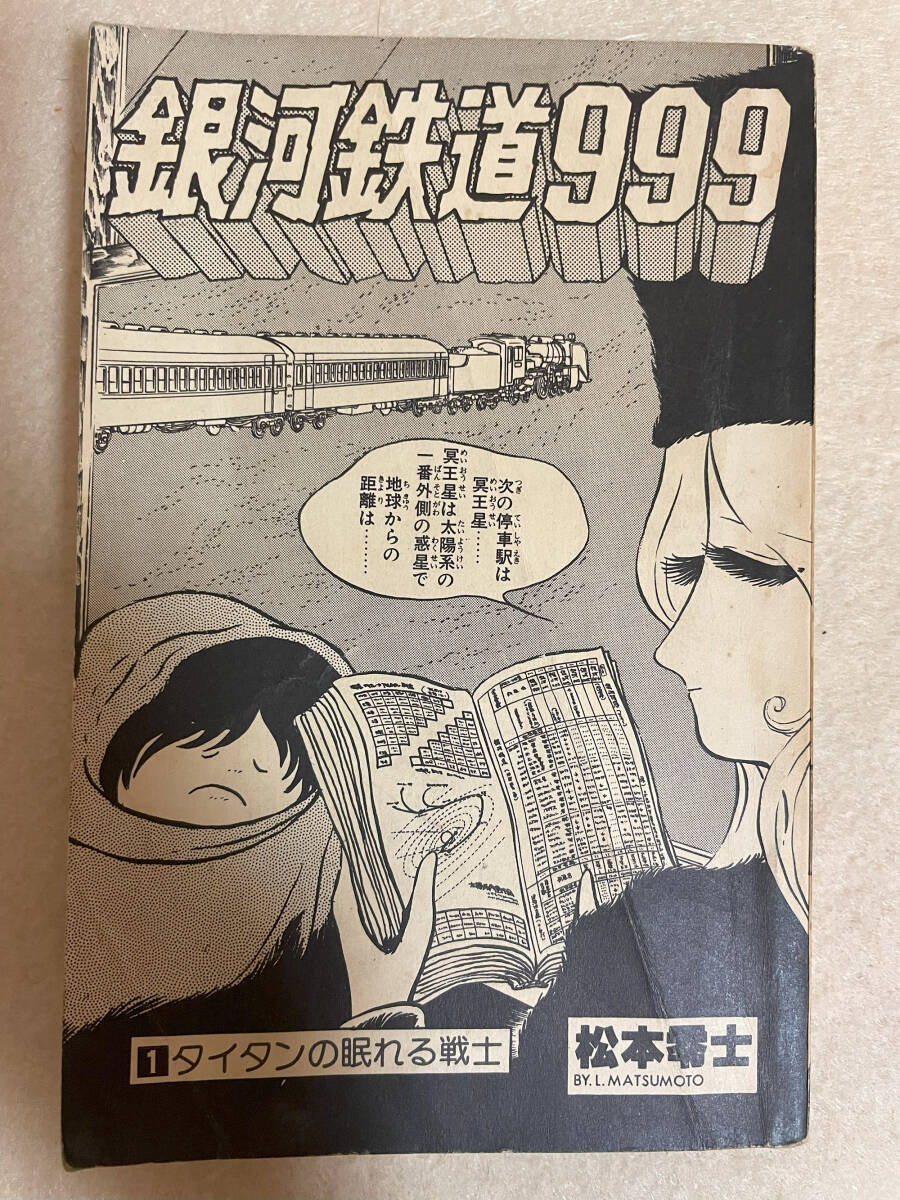 銀河鉄道999
次の停車駅は
冥王星……
冥王星は太陽系の
一番外側の惑星で
地球からの
距離は………
1タイタンの眠れる戦士
松本零士
BY. L. MATSUMOTO